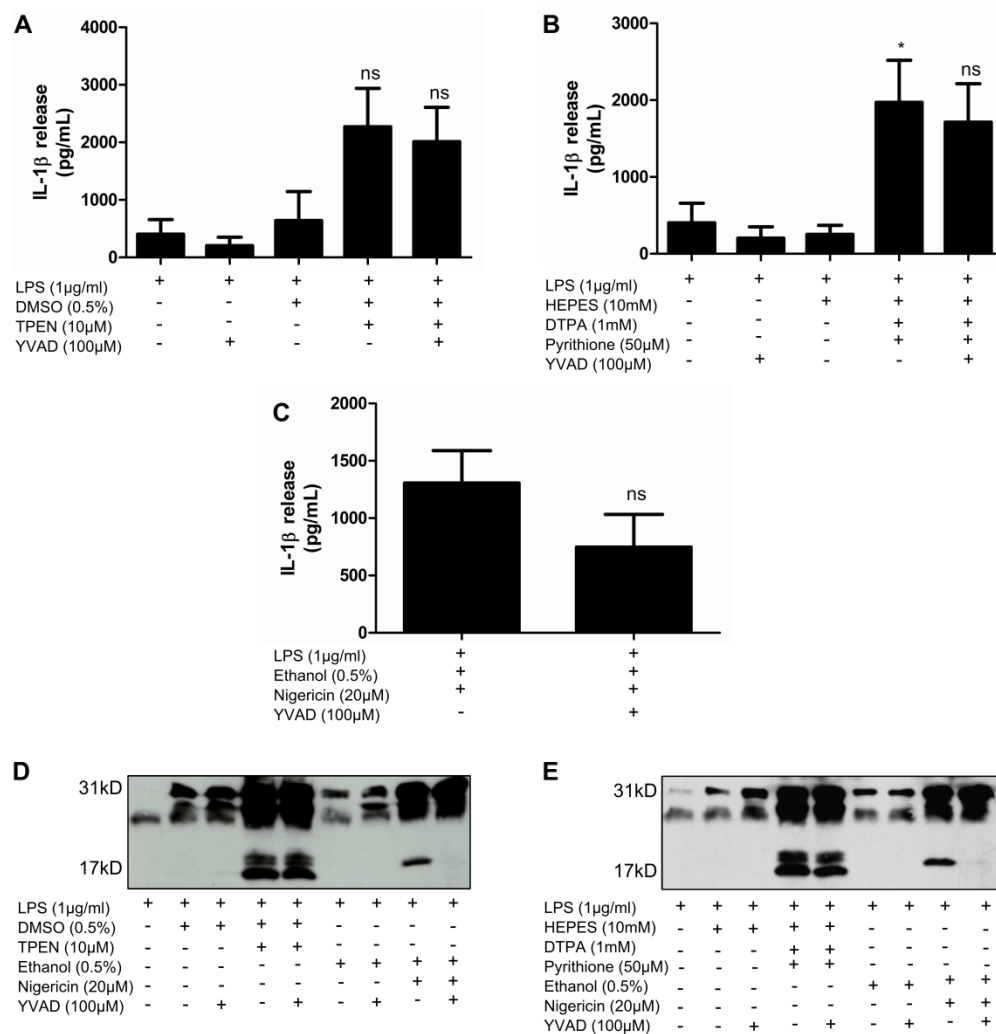 A
IL-1β release
(pg/mL)
4000
3000
2000
1000
0
ns
ns
LPS (1µg/ml) + + + + +
DMSO (0.5%) - - + + +
TPEN (10µM) - - - + +
YVAD (100µM) - + - - +
B
IL-1β release
(pg/mL)
3000
2000
1000
0
*
ns
LPS (1µg/ml) + + + + +
HEPES (10mM) - - + + +
DTPA (1mM) - - - + +
Pyrithione (50µM) - - - + +
YVAD (100µM) - + - - +
C
IL-1β release
(pg/mL)
2000
1500
1000
500
0
ns
LPS (1µg/ml) + +
Ethanol (0.5%) + +
Nigericin (20µM) + +
YVAD (100µM) - +
D
31kD
17kD
LPS (1µg/ml) + + + + + + + + +
DMSO (0.5%) - + + + + - - - -
TPEN (10µM) - - - + + - - - -
Ethanol (0.5%) - - - - - + + + +
Nigericin (20µM) - - - - - - - + +
YVAD (100µM) - - + - + - + - +
E
31kD
17kD
LPS (1µg/ml) + + + + + + + + +
HEPES (10mM) - + + + + - - - -
DTPA (1mM) - - - + + - - - -
Pyrithione (50µM) - - - + + - - - -
Ethanol (0.5%) - - - - - + + + +
Nigericin (20µM) - - - - - - - + +
YVAD (100µM) - - + - + - + - +